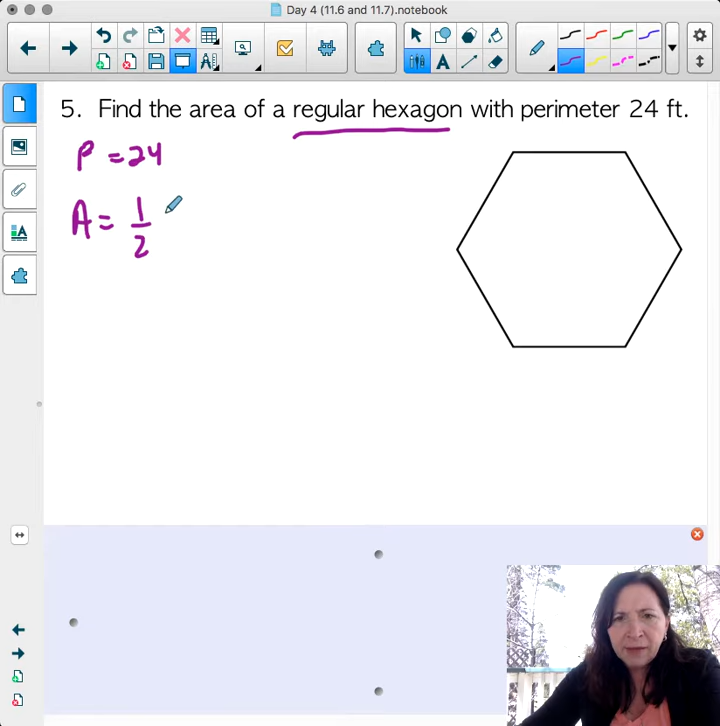 Day 4 (11.6 and 11.7).notebook
5. Find the area of a regular hexagon with perimeter 24 ft.
P = 24
A = 1/2